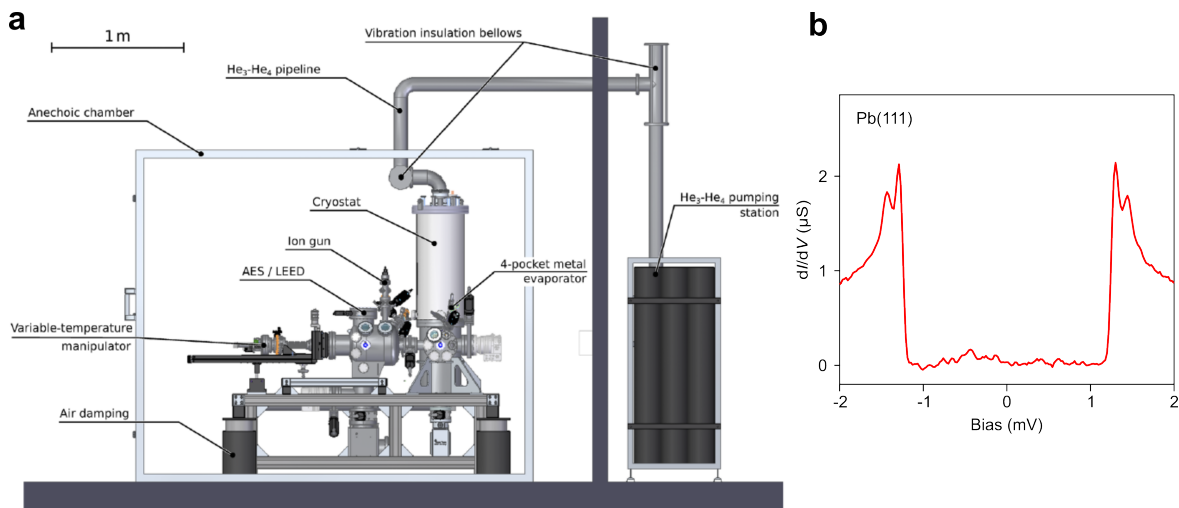 a
1 m
Vibration insulation bellows
He₃-He₄ pipeline
Anechoic chamber
Cryostat
Ion gun
AES / LEED
4-pocket metal
evaporator
He₃-He₄ pumping
station
Variable-temperature
manipulator
Air damping
b
Pb(111)
dI/dV (µS)
2
1
0
-2
-1
0
1
2
Bias (mV)